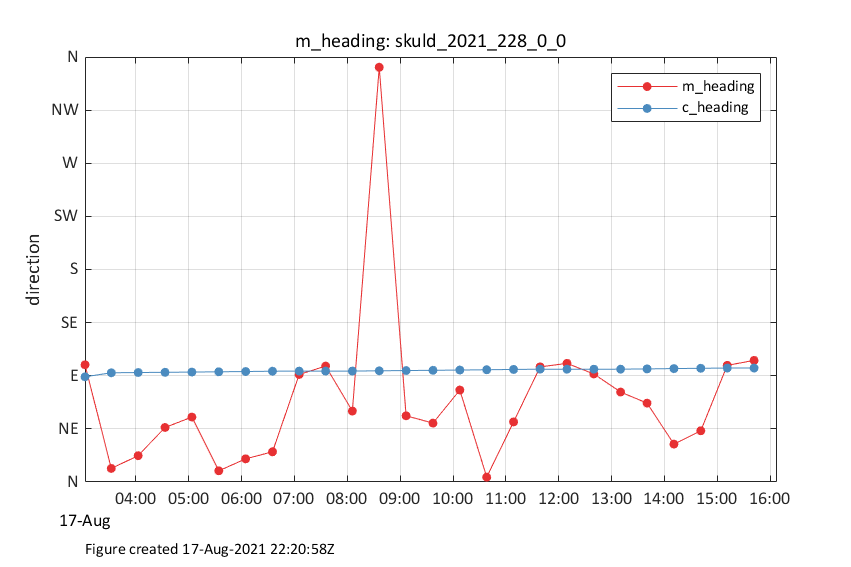 m_heading: skuld_2021_228_0_0
N
NW
W
SW
S
SE
E
NE
N
direction
m_heading
c_heading
04:00 05:00 06:00 07:00 08:00 09:00 10:00 11:00 12:00 13:00 14:00 15:00 16:00
17-Aug
Figure created 17-Aug-2021 22:20:58Z